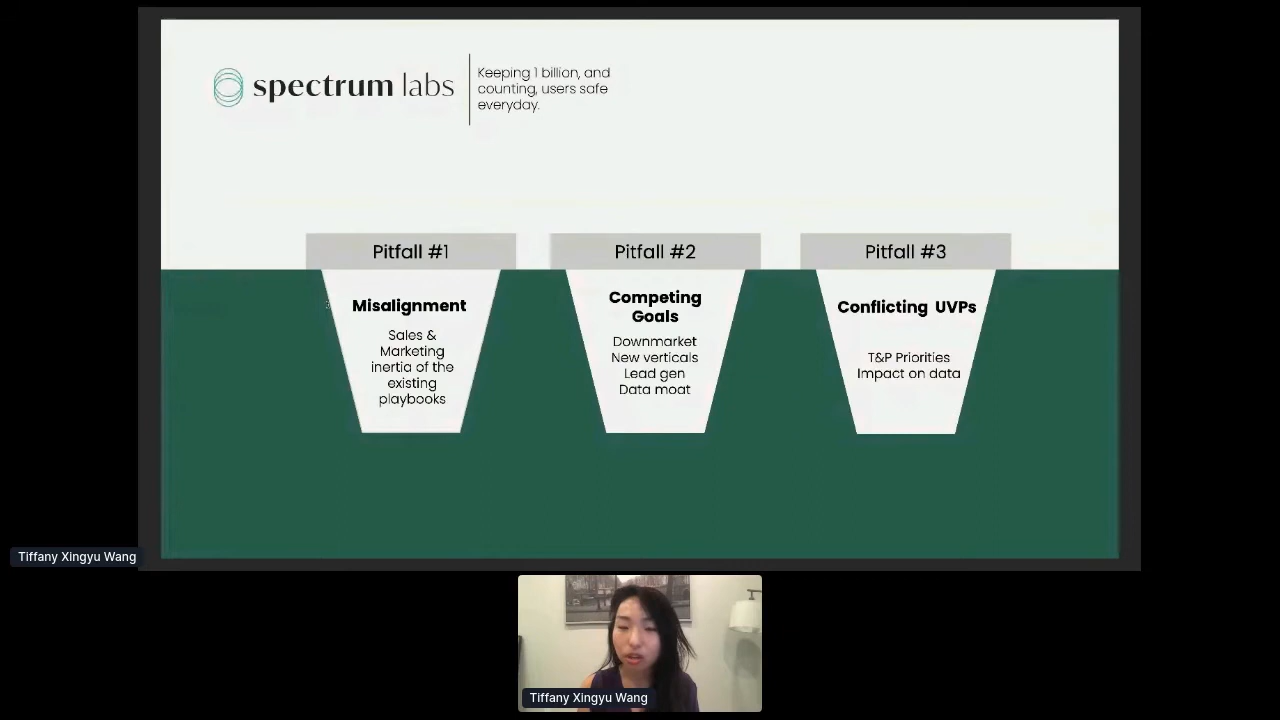 spectrum labs
Keeping 1 billion, and
counting, users safe
everyday.
Pitfall #1
Misalignment
Sales &
Marketing
inertia of the
existing
playbooks
Pitfall #2
Competing
Goals
Downmarket
New verticals
Lead gen
Data moat
Pitfall #3
Conflicting UVPs
T&P Priorities
Impact on data
Tiffany Xingyu Wang
Tiffany Xingyu Wang